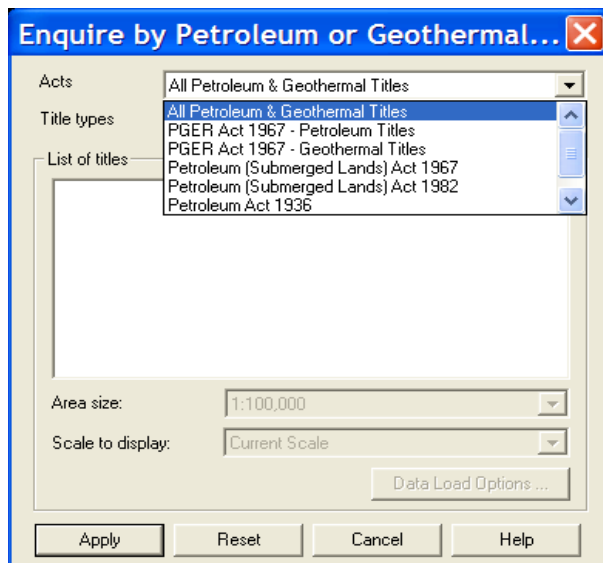 Enquire by Petroleum or Geothermal...
Acts
All Petroleum & Geothermal Titles
Title types
All Petroleum & Geothermal Titles
PGER Act 1967 - Petroleum Titles
PGER Act 1967 - Geothermal Titles
Petroleum (Submerged Lands) Act 1967
Petroleum (Submerged Lands) Act 1982
Petroleum Act 1936
List of titles
Area size:
1:100,000
Scale to display:
Current Scale
Data Load Options ...
Apply
Reset
Cancel
Help